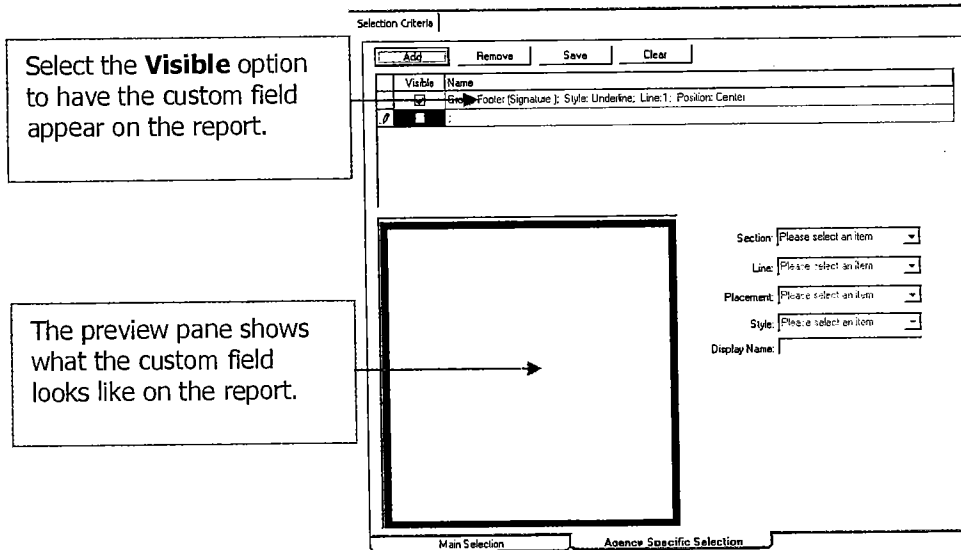 Selection Criteria
Select the Visible option
to have the custom field
appear on the report.
Add Remove Save Clear
Visible Name
Footer (Signature ); Style: Underline; Line: 1; Position: Center
;
The preview pane shows
what the custom field
looks like on the report.
Section: Please select an item
Line: Please select an item
Placement: Please select an item
Style: Please select an item
Display Name:
Main Selection Agency Specific Selection